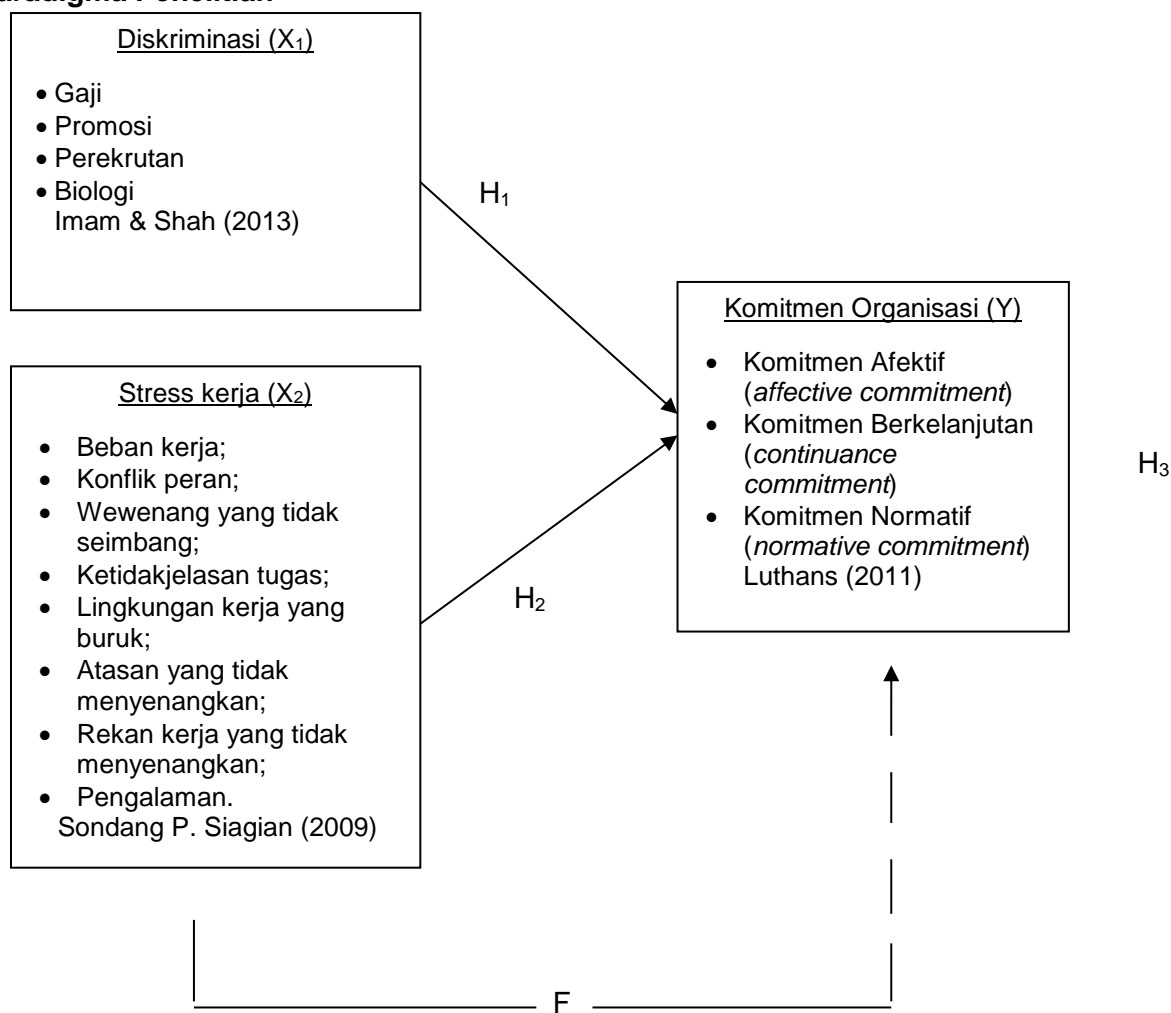 Diskriminasi (X₁)
• Gaji
• Promosi
• Perekrutan
• Biologi
Imam & Shah (2013)
H₁
Komitmen Organisasi (Y)
• Komitmen Afektif
(affective commitment)
• Komitmen Berkelanjutan
(continuance
commitment)
• Komitmen Normatif
(normative commitment)
Luthans (2011)
H₃
Stress kerja (X₂)
• Beban kerja;
• Konflik peran;
• Wewenang yang tidak
seimbang;
• Ketidakjelasan tugas;
• Lingkungan kerja yang
buruk;
• Atasan yang tidak
menyenangkan;
• Rekan kerja yang tidak
menyenangkan;
• Pengalaman.
Sondang P. Siagian (2009)
H₂
F